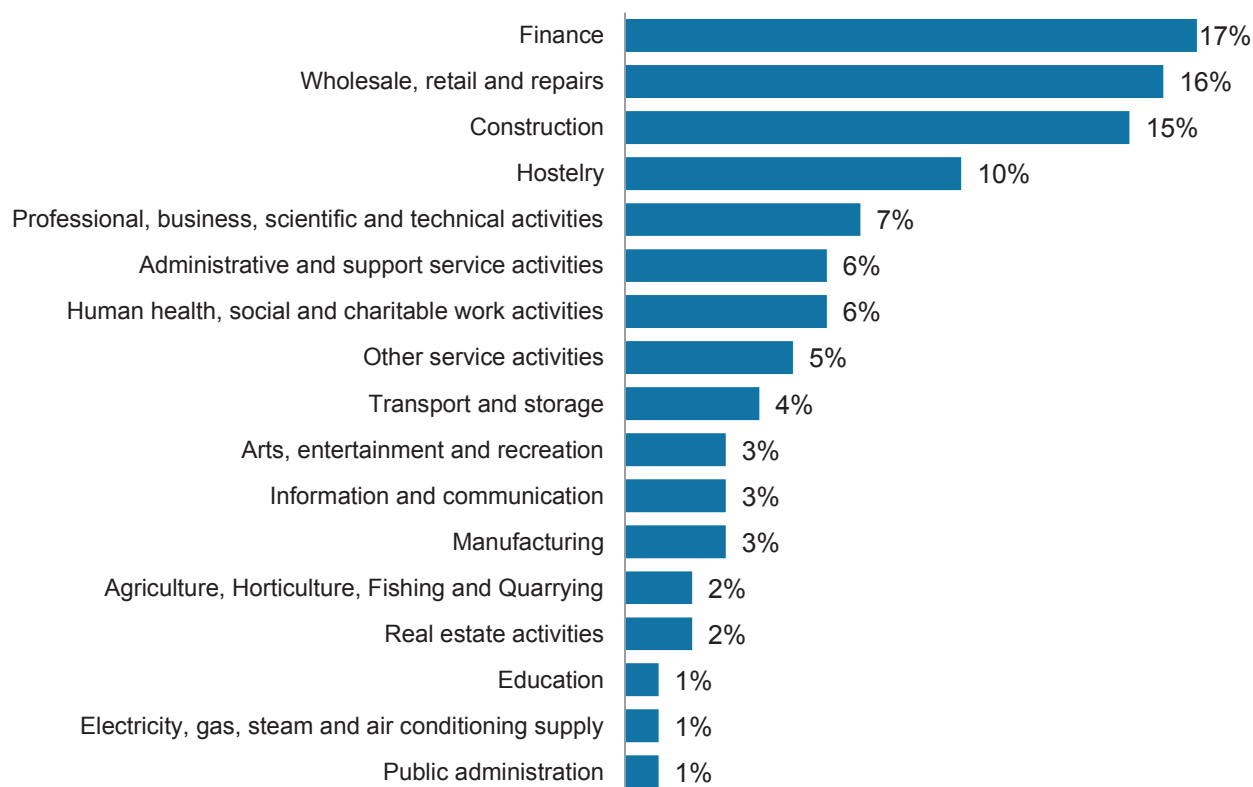 Finance 17%
Wholesale, retail and repairs 16%
Construction 15%
Hostelry 10%
Professional, business, scientific and technical activities 7%
Administrative and support service activities 6%
Human health, social and charitable work activities 6%
Other service activities 5%
Transport and storage 4%
Arts, entertainment and recreation 3%
Information and communication 3%
Manufacturing 3%
Agriculture, Horticulture, Fishing and Quarrying 2%
Real estate activities 2%
Education 1%
Electricity, gas, steam and air conditioning supply 1%
Public administration 1%